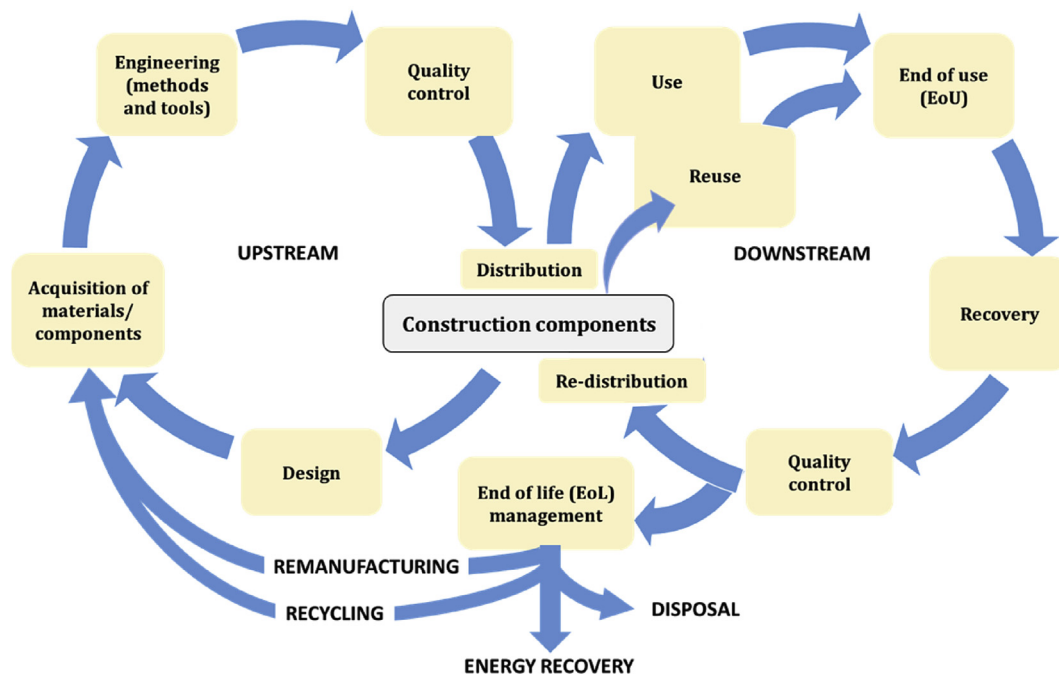 Engineering
(methods
and tools)
Quality
control
Use
End of use
(EoU)
Reuse
UPSTREAM
DOWNSTREAM
Distribution
Acquisition of
materials/
components
Construction components
Recovery
Re-distribution
Design
End of life (EoL)
management
Quality
control
REMANUFACTURING
RECYCLING
DISPOSAL
ENERGY RECOVERY